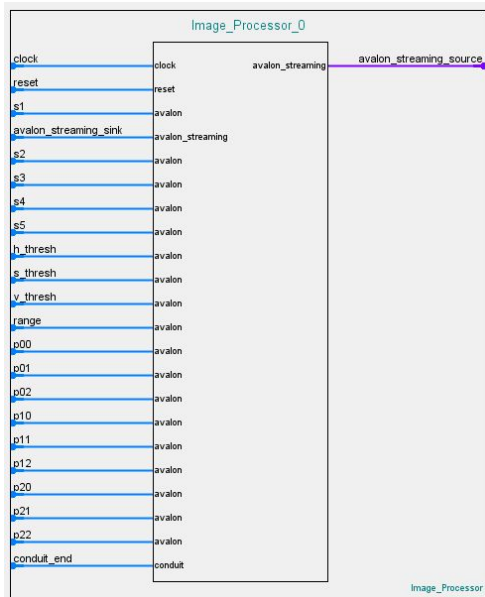 Image_Processor_0
clock
clock
avalon_streaming
avalon_streaming_source
reset
reset
s1
avalon
avalon_streaming_sink
avalon_streaming
s2
avalon
s3
avalon
s4
avalon
s5
avalon
h_thresh
avalon
s_thresh
avalon
v_thresh
avalon
range
avalon
p00
avalon
p01
avalon
p02
avalon
p10
avalon
p11
avalon
p12
avalon
p20
avalon
p21
avalon
p22
avalon
conduit_end
conduit
Image_Processor